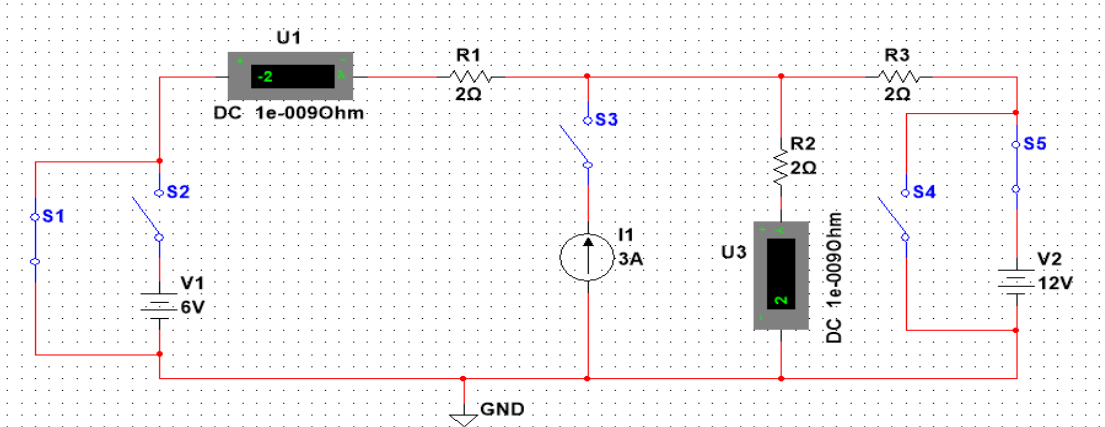 U1
-2
DC 1e-009Ohm
R1
2Ω
R3
2Ω
S3
S5
R2
2Ω
S1
S2
S4
I1
3A
U3
2
DC 1e-009Ohm
V1
6V
V2
12V
GND